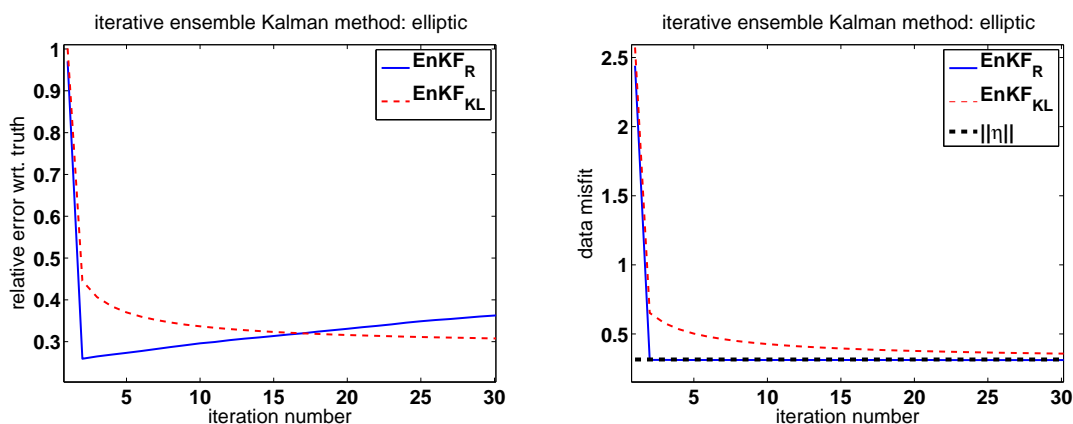 iterative ensemble Kalman method: elliptic
relative error wrt. truth
1
0.9
0.8
0.7
0.6
0.5
0.4
0.3
5 10 15 20 25 30
iteration number
EnKF_R
EnKF_KL
iterative ensemble Kalman method: elliptic
data misfit
2.5
2
1.5
1
0.5
5 10 15 20 25 30
iteration number
EnKF_R
EnKF_KL
||η||